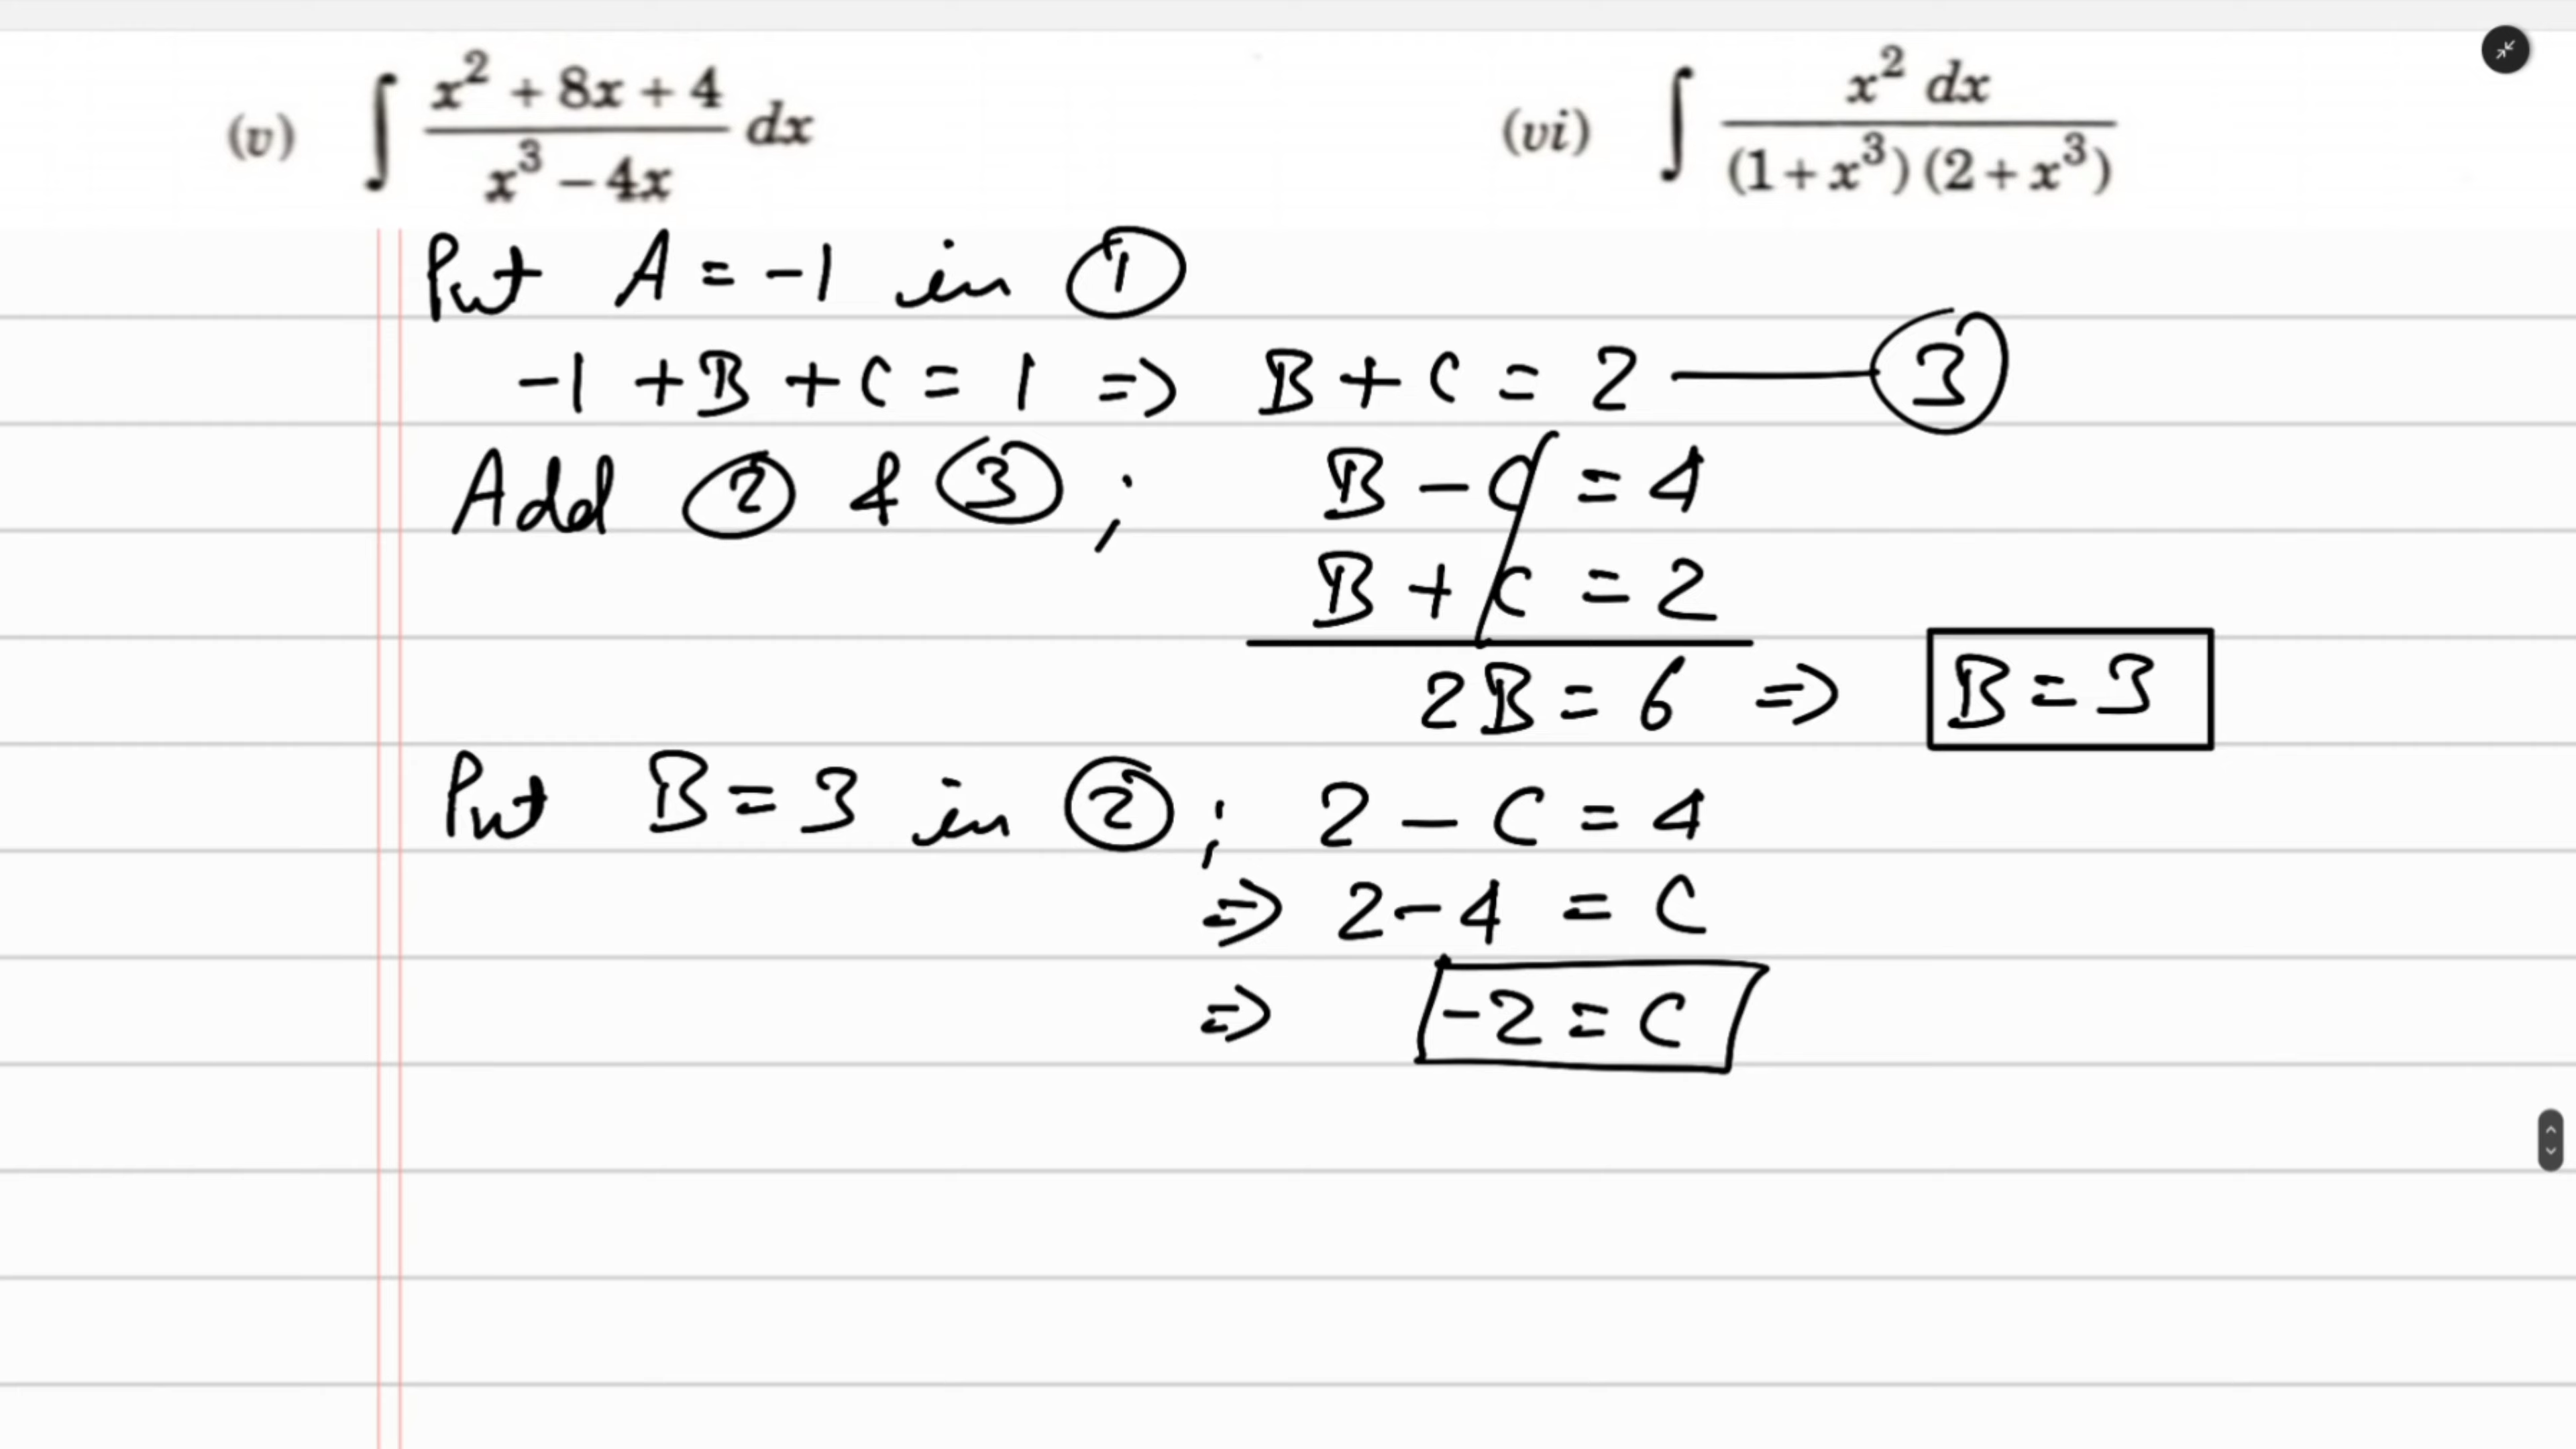 (v) ∫ (x² + 8x + 4)/(x³ − 4x) dx (vi) ∫ x² dx/((1 + x³)(2 + x³))
Put A = -1 in ①
-1 + B + C = 1 => B + C = 2 — ③
Add ② & ③ ; B - C = 4
B + C = 2
2B = 6 => B = 3
Put B = 3 in ② ; 2 - C = 4
=> 2 - 4 = C
=> -2 = C